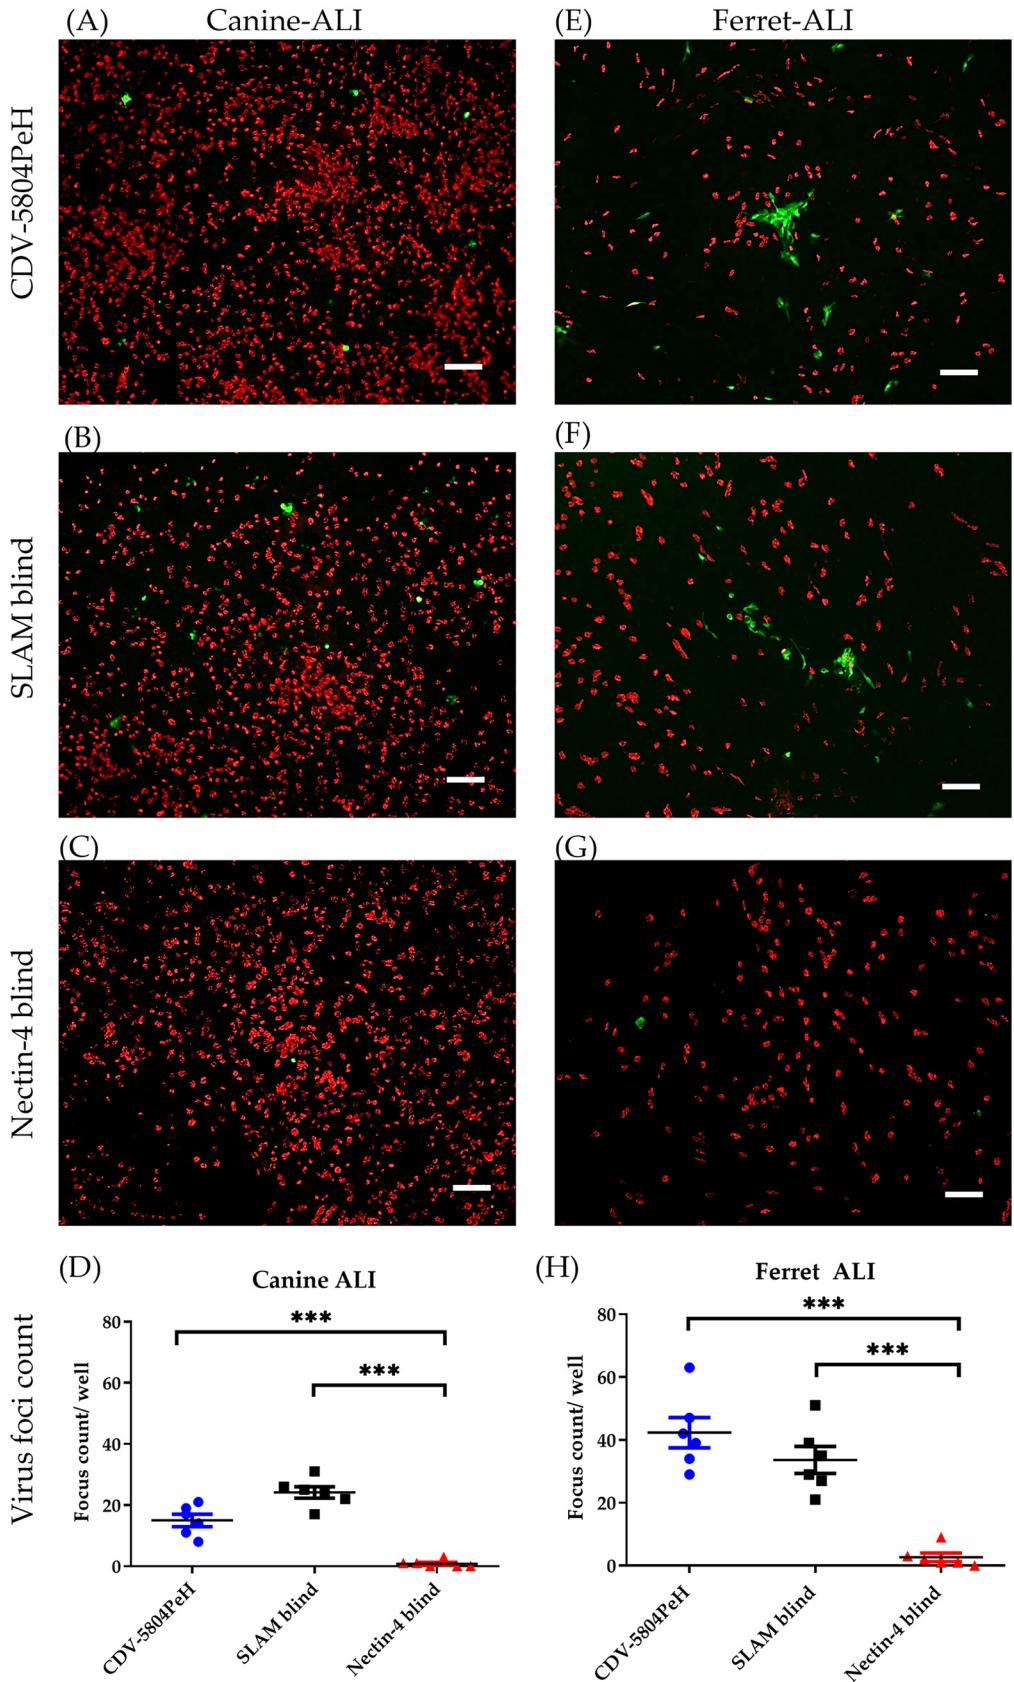 (A) Canine-ALI
(E) Ferret-ALI
CDV-5804PeH
(B)
(F)
SLAM blind
(C)
(G)
Nectin-4 blind
(D)
Canine ALI
(H)
Ferret ALI
Virus foci count
Focus count/ well
80
60
40
20
0
***
***
CDV-5804PeH
SLAM blind
Nectin-4 blind
Focus count/ well
80
60
40
20
0
***
***
CDV-5804PeH
SLAM blind
Nectin-4 blind